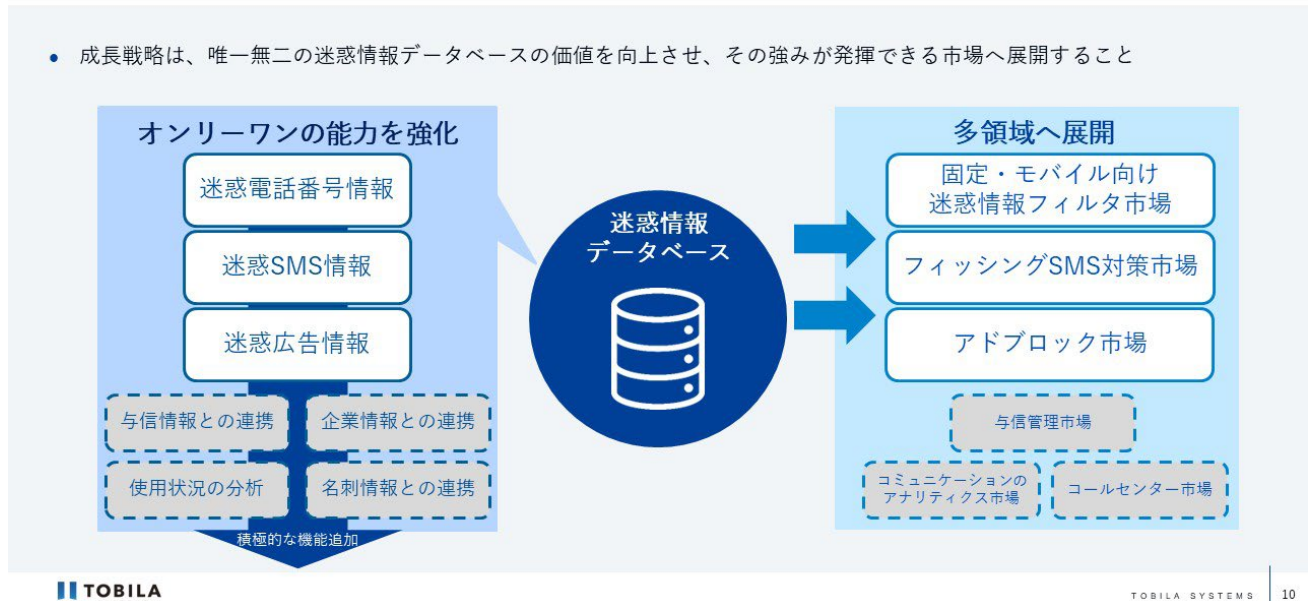 ● 成長戦略は、唯一無二の迷惑情報データベースの価値を向上させ、その強みが発揮できる市場へ展開すること
オンリーワンの能力を強化
迷惑電話番号情報
迷惑SMS情報
迷惑広告情報
与信情報との連携
企業情報との連携
使用状況の分析
名刺情報との連携
積極的な機能追加
迷惑情報
データベース
多領域へ展開
固定・モバイル向け
迷惑情報フィルタ市場
フィッシングSMS対策市場
アドブロック市場
与信管理市場
コミュニケーションの
アナリティクス市場
コールセンター市場
TOBILA
TOBILA SYSTEMS
10